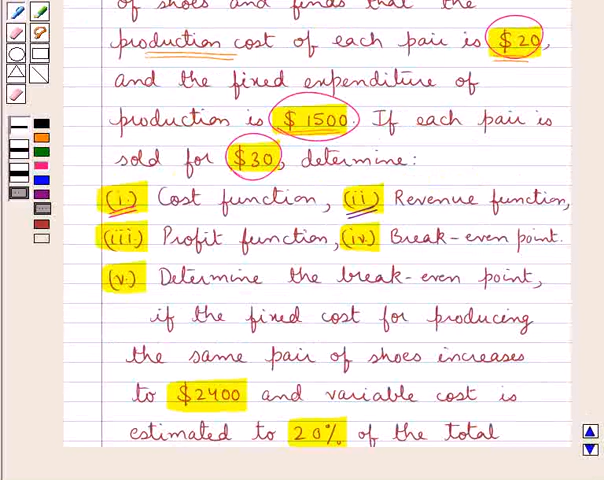 of shoes and finds that the
production cost of each pair is $20,
and the fixed expenditure of
production is $1500. If each pair is
sold for $30, determine:
(i.) Cost function, (ii) Revenue function,
(iii.) Profit function, (iv.) Break-even point.
(v.) Determine the break-even point,
if the fixed cost for producing
the same pair of shoes increases
to $2400 and variable cost is
estimated to 20% of the total